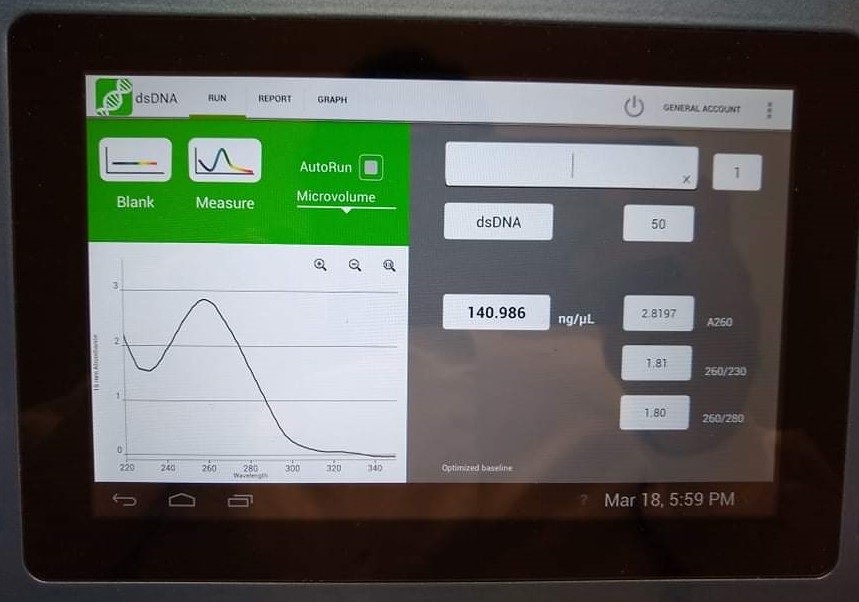 dsDNA RUN REPORT GRAPH GENERAL ACCOUNT
Blank
Measure
AutoRun
Microvolume
x
1
dsDNA
50
140.986 ng/µL
2.8197 A260
1.81 260/230
1.80 260/280
Optimized baseline
10 mm Absorbance
3
2
1
0
220 240 260 280 300 320 340
Wavelength
? Mar 18, 5:59 PM